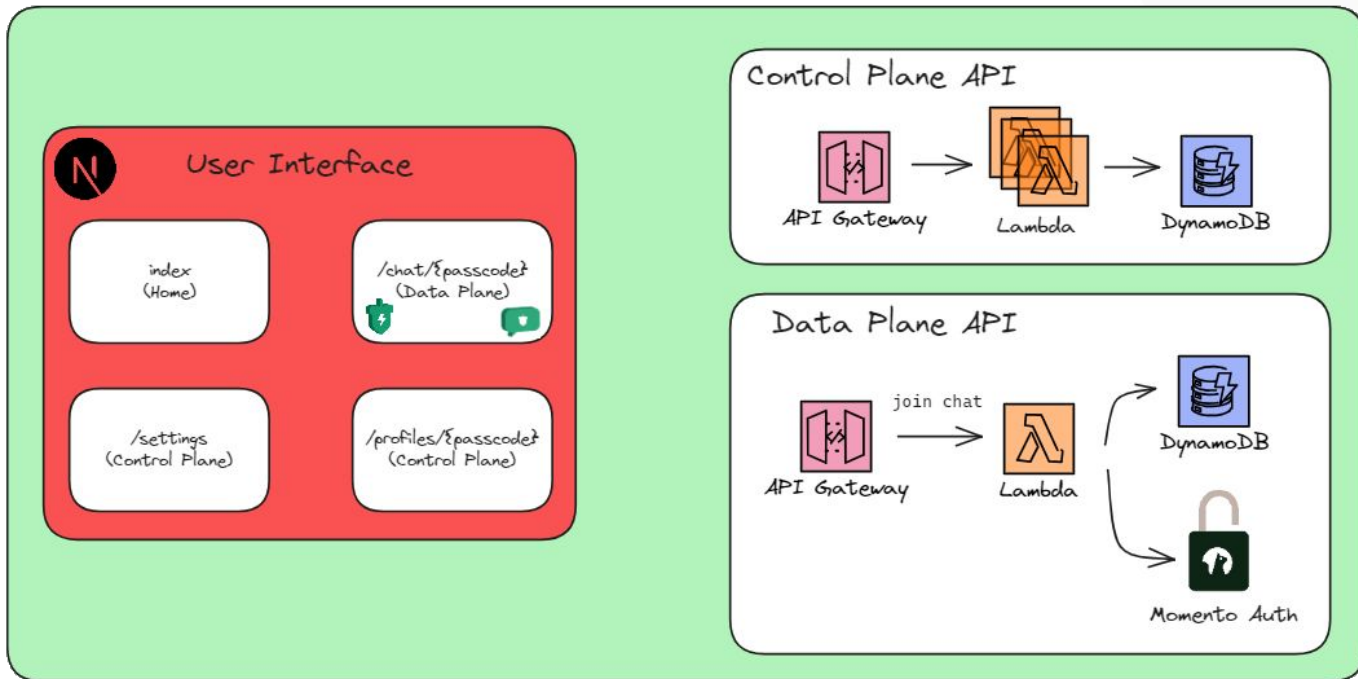 User Interface
index
(Home)
/chat/{passcode}
(Data Plane)
/settings
(Control Plane)
/profiles/{passcode}
(Control Plane)
Control Plane API
API Gateway
Lambda
DynamoDB
Data Plane API
join chat
API Gateway
Lambda
DynamoDB
Momento Auth